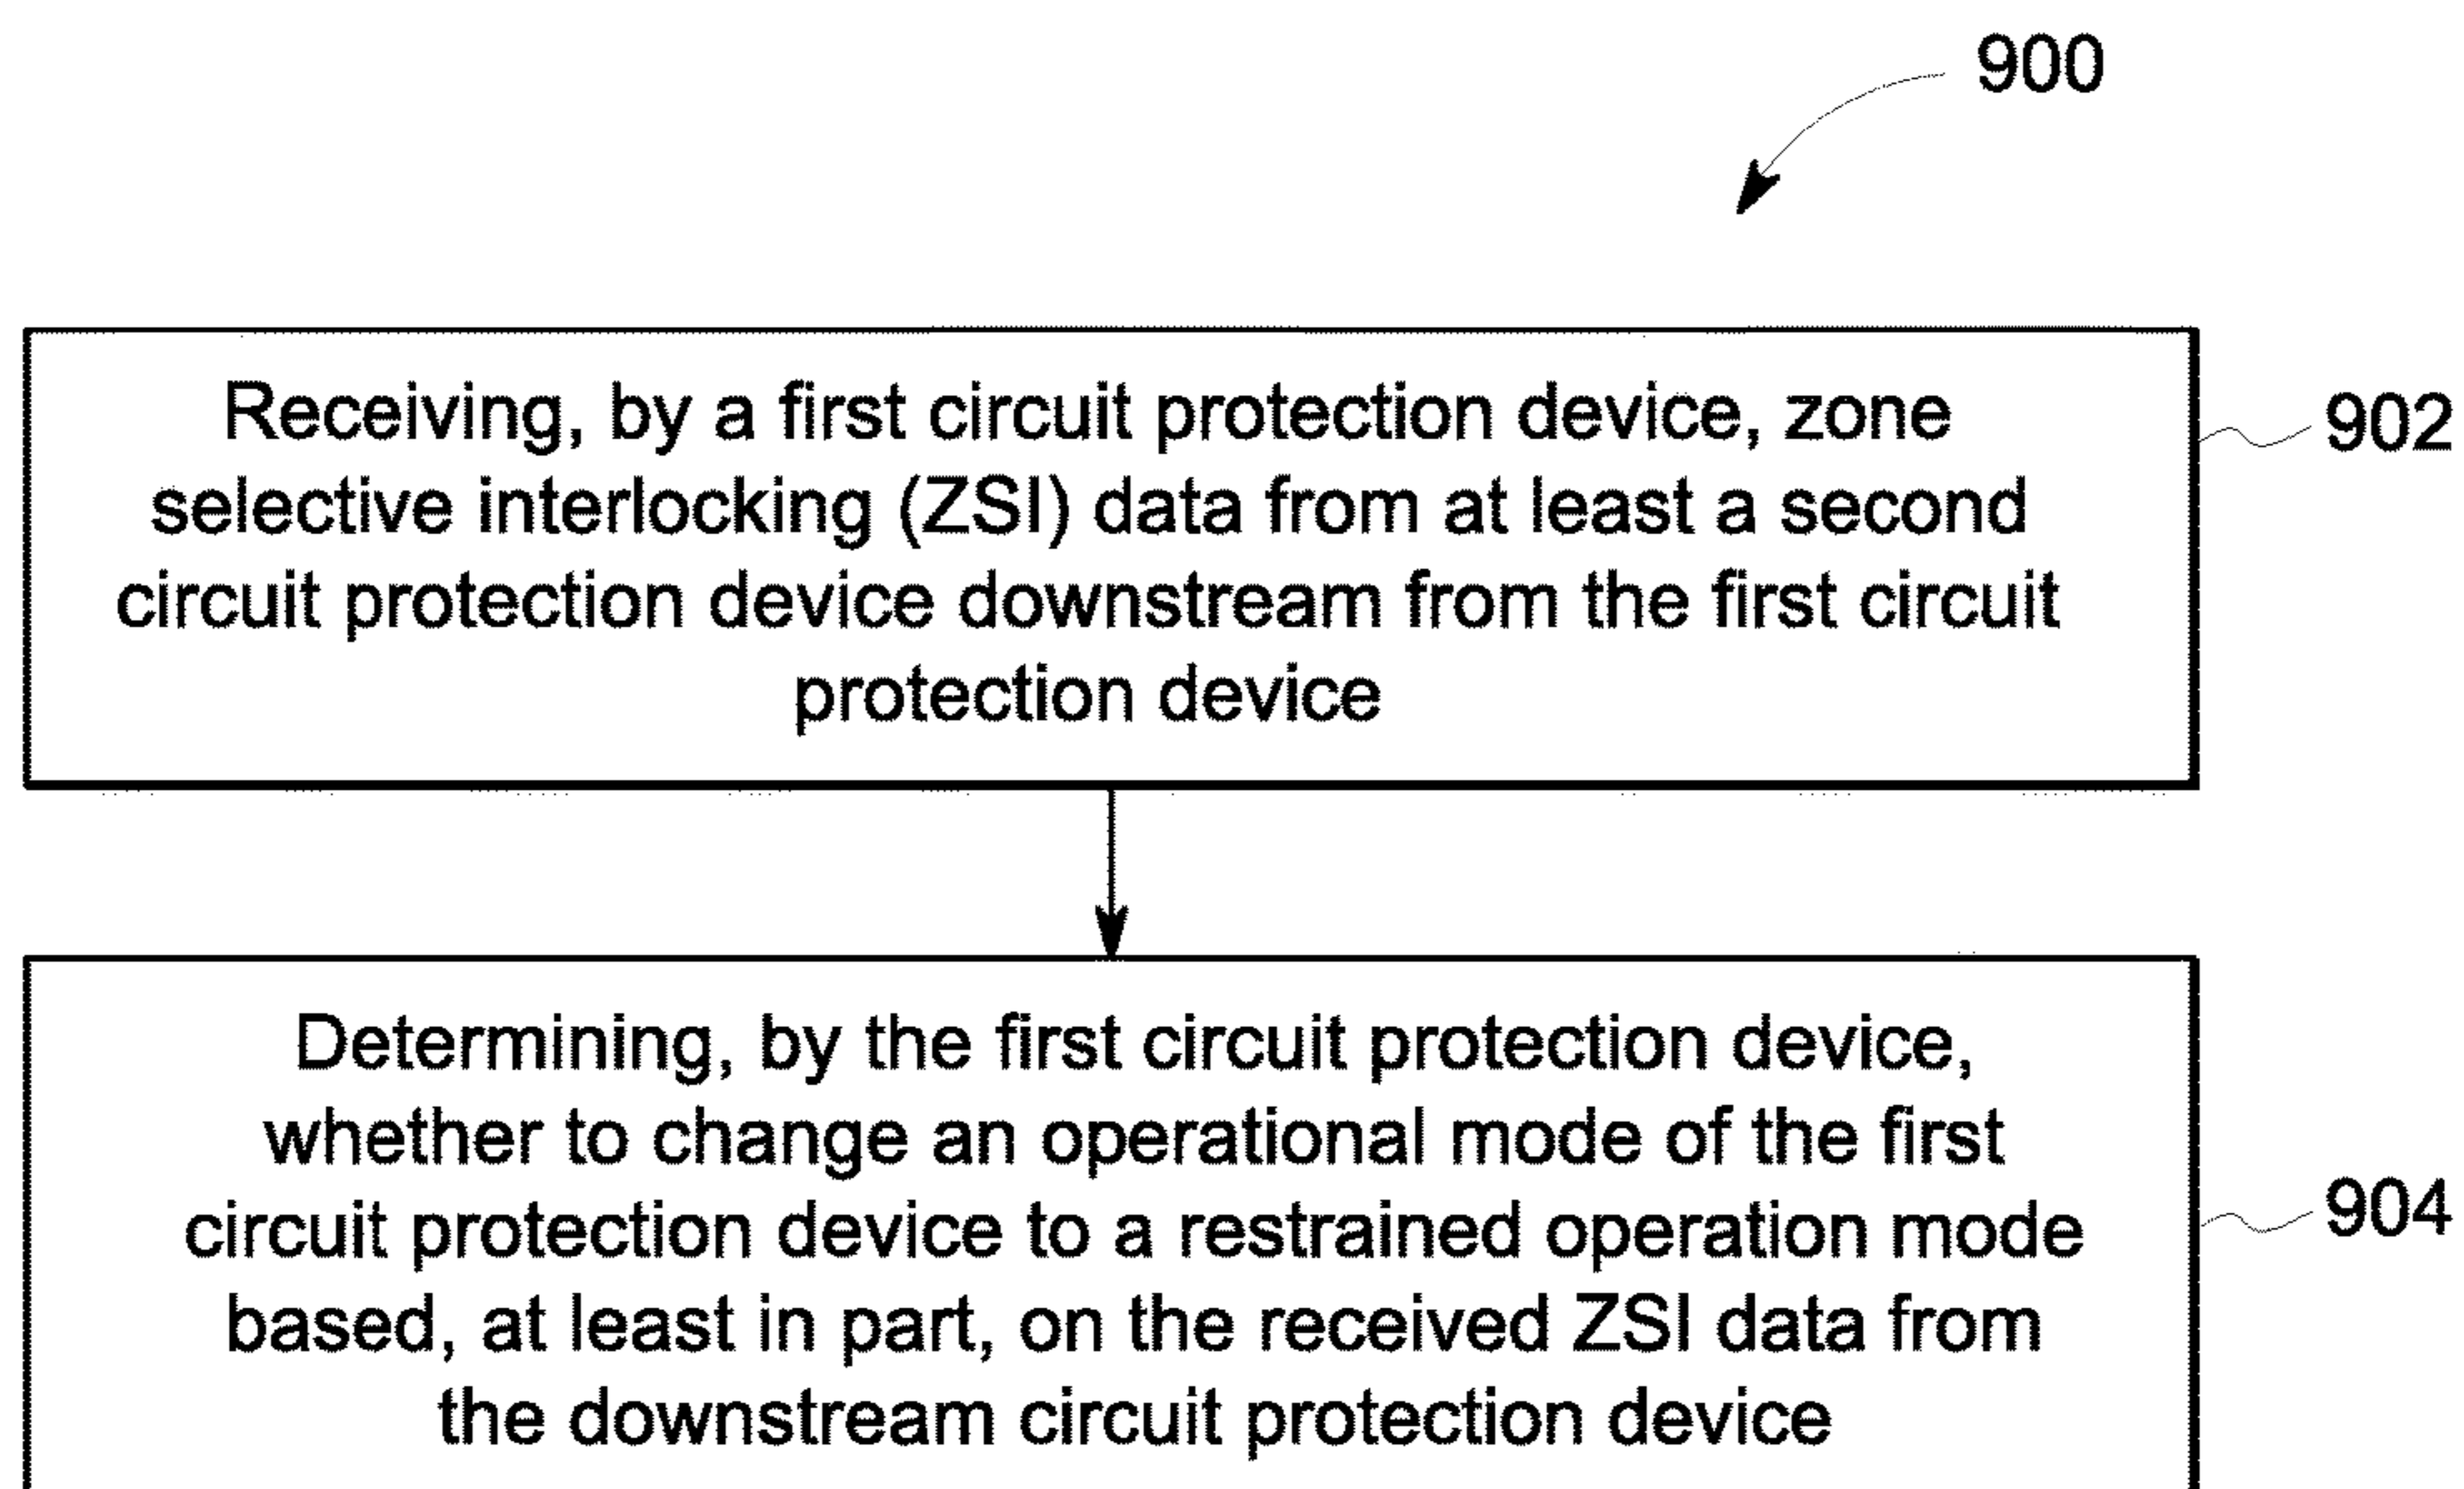 900
Receiving, by a first circuit protection device, zone
selective interlocking (ZSI) data from at least a second
circuit protection device downstream from the first circuit
protection device
902
Determining, by the first circuit protection device,
whether to change an operational mode of the first
circuit protection device to a restrained operation mode
based, at least in part, on the received ZSI data from
the downstream circuit protection device
904